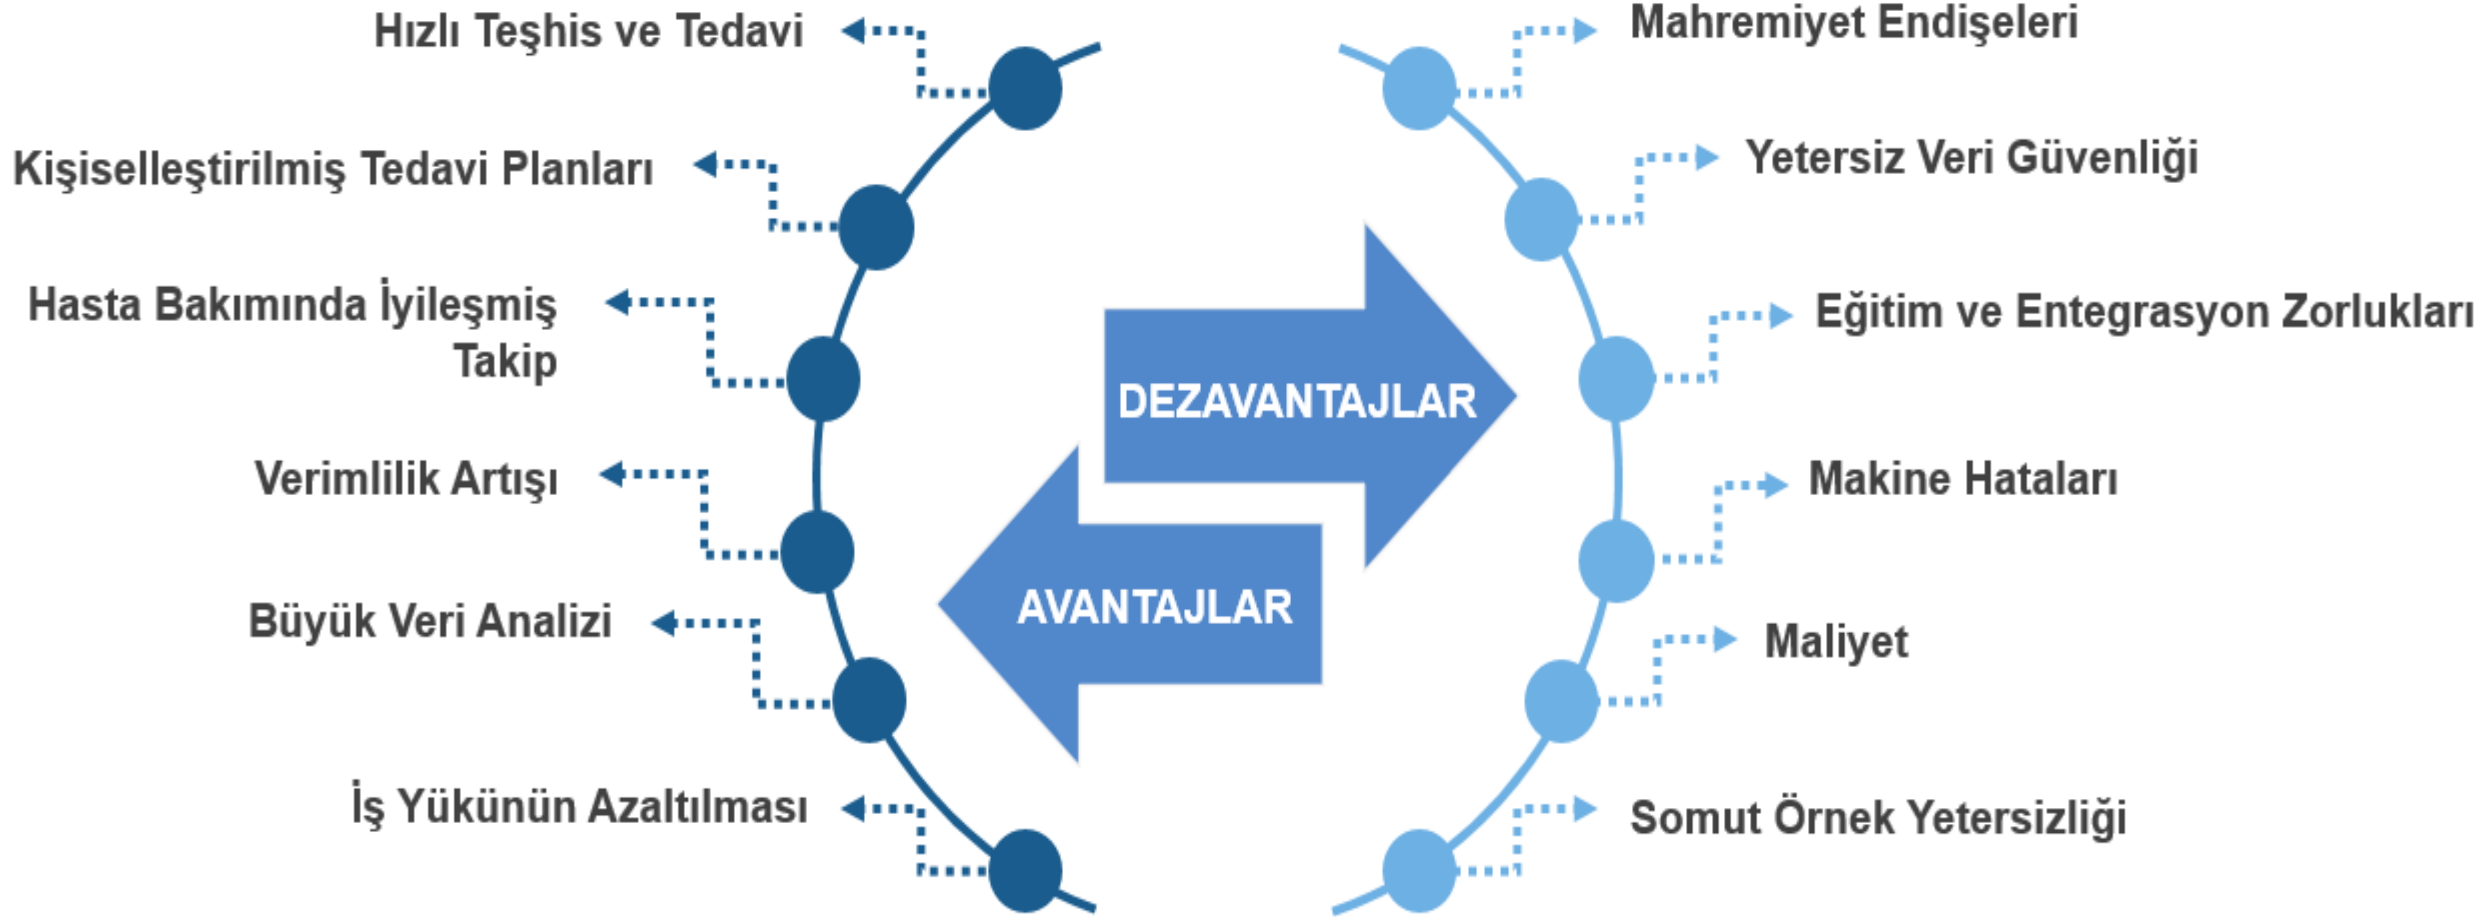 Hızlı Teşhis ve Tedavi
Kişiselleştirilmiş Tedavi Planları
Hasta Bakımında İyileşmiş
Takip
Verimlilik Artışı
Büyük Veri Analizi
İş Yükünün Azaltılması
DEZAVANTAJLAR
AVANTAJLAR
Mahremiyet Endişeleri
Yetersiz Veri Güvenliği
Eğitim ve Entegrasyon Zorlukları
Makine Hataları
Maliyet
Somut Örnek Yetersizliği